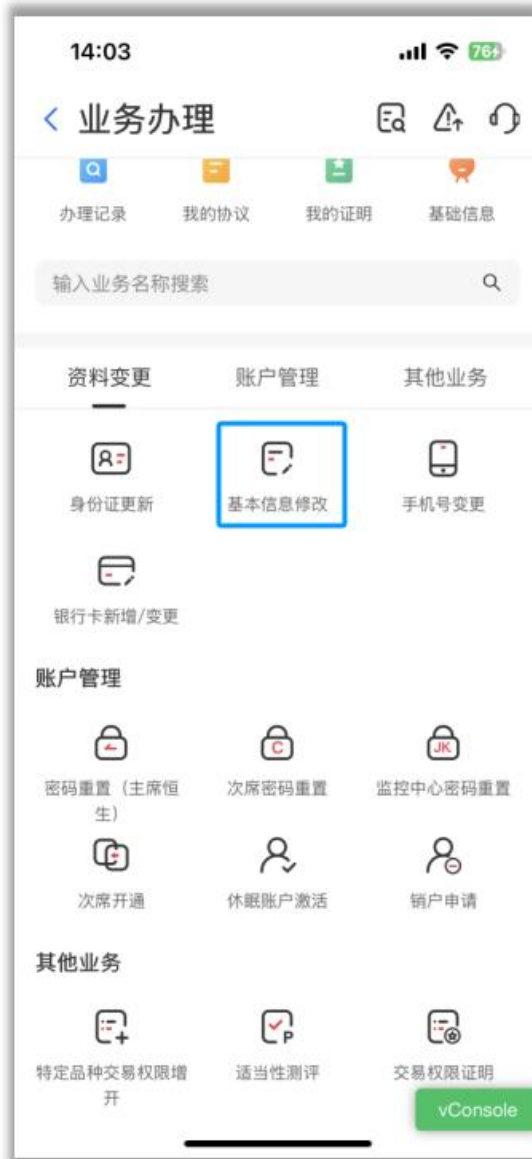 14:03
76
业务办理
办理记录 我的协议 我的证明 基础信息
输入业务名称搜索
资料变更 账户管理 其他业务
身份证更新 基本信息修改 手机号变更
银行卡新增/变更
账户管理
C JK
密码重置（主席恒生） 次席密码重置 监控中心密码重置
次席开通 休眠账户激活 销户申请
其他业务
P
特定品种交易权限增开 适当性测评 交易权限证明
vConsole